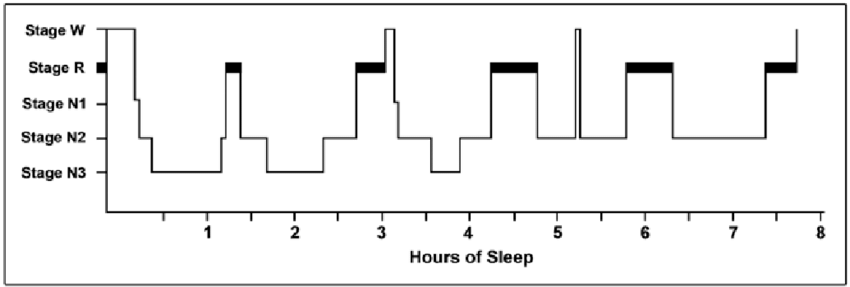 Stage W
Stage R
Stage N1
Stage N2
Stage N3
1 2 3 4 5 6 7 8
Hours of Sleep